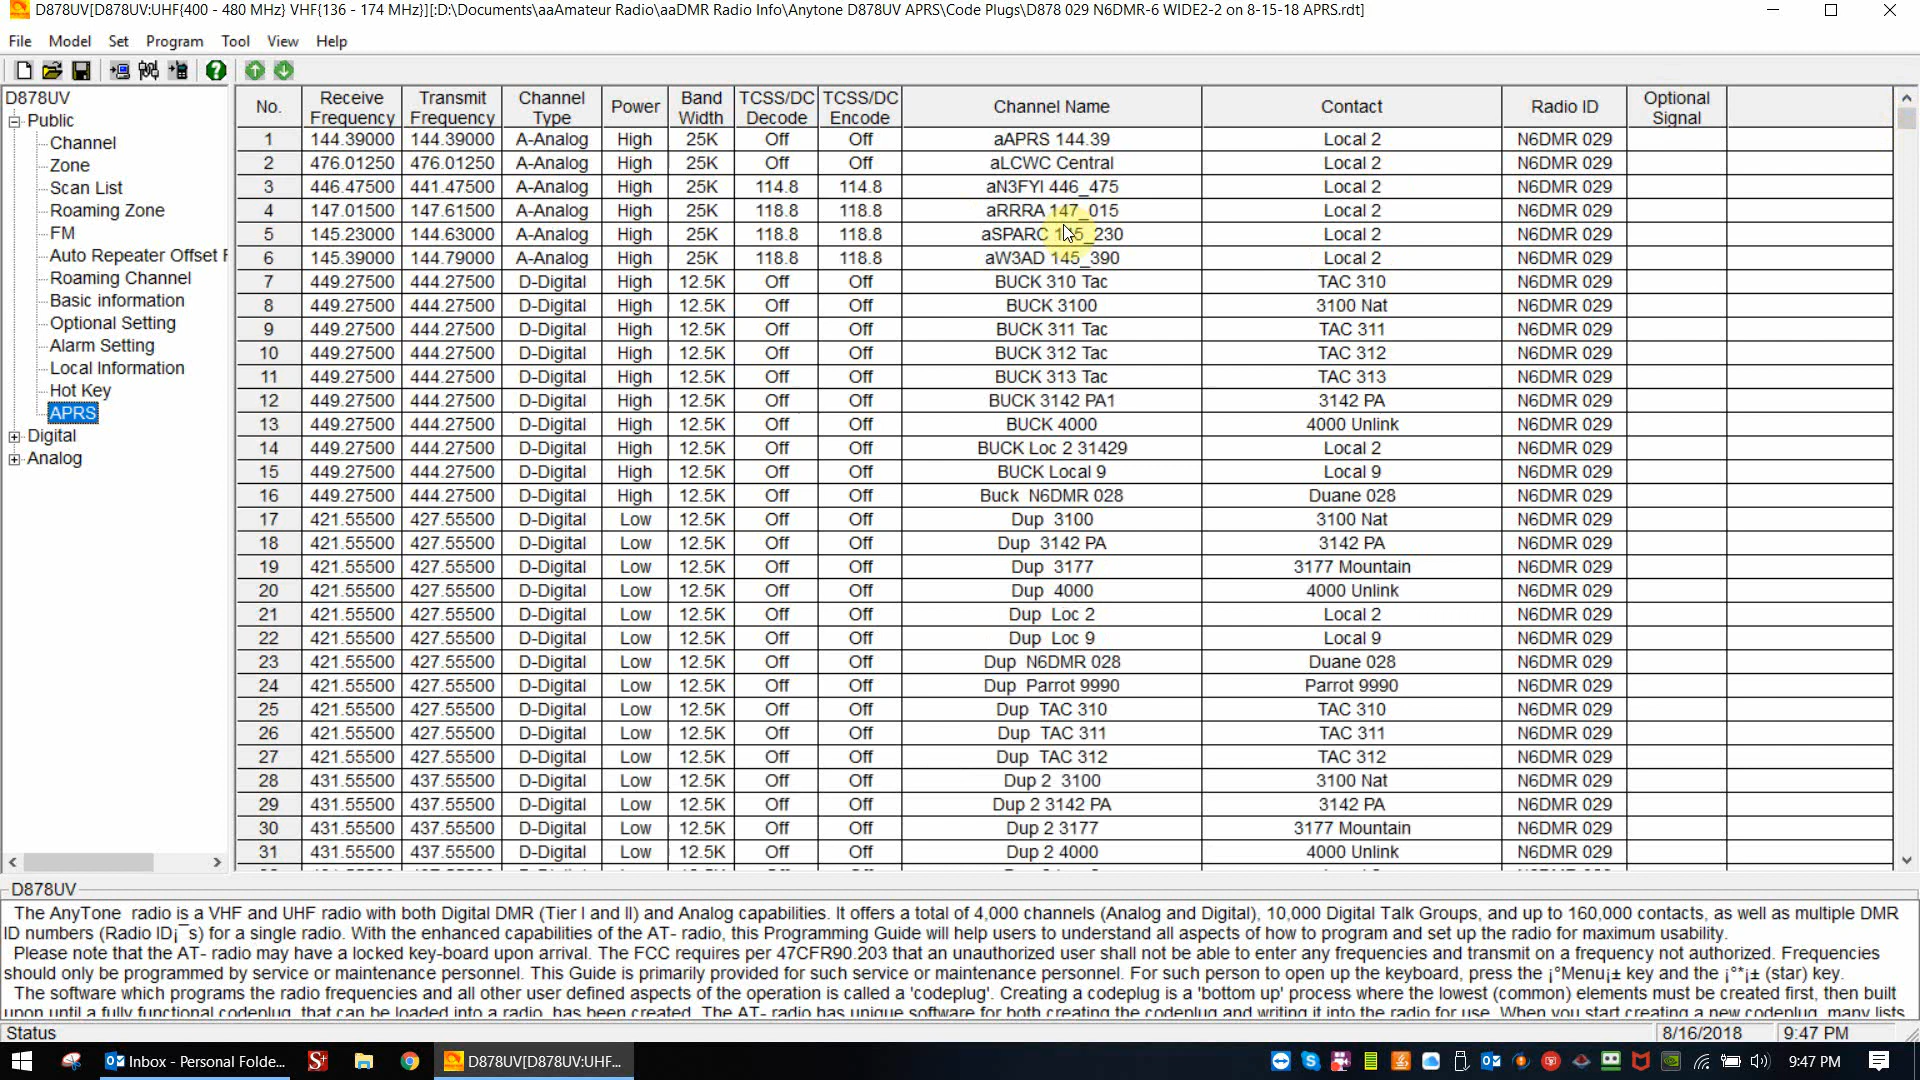 D878UV[D878UV:UHF{400 - 480 MHz} VHF{136 - 174 MHz}][:D:\Documents\aaAmateur Radio\aaDMR Radio Info\Anytone D878UV APRS\Code Plugs\D878 029 N6DMR-6 WIDE2-2 on 8-15-18 APRS.rdt]
File Model Set Program Tool View Help
D878UV
Public
Channel
Zone
Scan List
Roaming Zone
FM
Auto Repeater Offset F
Roaming Channel
Basic information
Optional Setting
Alarm Setting
Local Information
Hot Key
APRS
Digital
Analog
No. Receive Frequency Transmit Frequency Channel Type Power Band Width TCSS/DC Decode TCSS/DC Encode Channel Name Contact Radio ID Optional Signal
1 144.39000 144.39000 A-Analog High 25K Off Off aAPRS 144.39 Local 2 N6DMR 029
2 476.01250 476.01250 A-Analog High 25K Off Off aLCWC Central Local 2 N6DMR 029
3 446.47500 441.47500 A-Analog High 25K 114.8 114.8 aN3FYI 446_475 Local 2 N6DMR 029
4 147.01500 147.61500 A-Analog High 25K 118.8 118.8 aRRRA 147_015 Local 2 N6DMR 029
5 145.23000 144.63000 A-Analog High 25K 118.8 118.8 aSPARC 145_230 Local 2 N6DMR 029
6 145.39000 144.79000 A-Analog High 25K 118.8 118.8 aW3AD 145_390 Local 2 N6DMR 029
7 449.27500 444.27500 D-Digital High 12.5K Off Off BUCK 310 Tac TAC 310 N6DMR 029
8 449.27500 444.27500 D-Digital High 12.5K Off Off BUCK 3100 3100 Nat N6DMR 029
9 449.27500 444.27500 D-Digital High 12.5K Off Off BUCK 311 Tac TAC 311 N6DMR 029
10 449.27500 444.27500 D-Digital High 12.5K Off Off BUCK 312 Tac TAC 312 N6DMR 029
11 449.27500 444.27500 D-Digital High 12.5K Off Off BUCK 313 Tac TAC 313 N6DMR 029
12 449.27500 444.27500 D-Digital High 12.5K Off Off BUCK 3142 PA1 3142 PA N6DMR 029
13 449.27500 444.27500 D-Digital High 12.5K Off Off BUCK 4000 4000 Unlink N6DMR 029
14 449.27500 444.27500 D-Digital High 12.5K Off Off BUCK Loc 2 31429 Local 2 N6DMR 029
15 449.27500 444.27500 D-Digital High 12.5K Off Off BUCK Local 9 Local 9 N6DMR 029
16 449.27500 444.27500 D-Digital High 12.5K Off Off Buck N6DMR 028 Duane 028 N6DMR 029
17 421.55500 427.55500 D-Digital Low 12.5K Off Off Dup 3100 3100 Nat N6DMR 029
18 421.55500 427.55500 D-Digital Low 12.5K Off Off Dup 3142 PA 3142 PA N6DMR 029
19 421.55500 427.55500 D-Digital Low 12.5K Off Off Dup 3177 3177 Mountain N6DMR 029
20 421.55500 427.55500 D-Digital Low 12.5K Off Off Dup 4000 4000 Unlink N6DMR 029
21 421.55500 427.55500 D-Digital Low 12.5K Off Off Dup Loc 2 Local 2 N6DMR 029
22 421.55500 427.55500 D-Digital Low 12.5K Off Off Dup Loc 9 Local 9 N6DMR 029
23 421.55500 427.55500 D-Digital Low 12.5K Off Off Dup N6DMR 028 Duane 028 N6DMR 029
24 421.55500 427.55500 D-Digital Low 12.5K Off Off Dup Parrot 9990 Parrot 9990 N6DMR 029
25 421.55500 427.55500 D-Digital Low 12.5K Off Off Dup TAC 310 TAC 310 N6DMR 029
26 421.55500 427.55500 D-Digital Low 12.5K Off Off Dup TAC 311 TAC 311 N6DMR 029
27 421.55500 427.55500 D-Digital Low 12.5K Off Off Dup TAC 312 TAC 312 N6DMR 029
28 431.55500 437.55500 D-Digital Low 12.5K Off Off Dup 2 3100 3100 Nat N6DMR 029
29 431.55500 437.55500 D-Digital Low 12.5K Off Off Dup 2 3142 PA 3142 PA N6DMR 029
30 431.55500 437.55500 D-Digital Low 12.5K Off Off Dup 2 3177 3177 Mountain N6DMR 029
31 431.55500 437.55500 D-Digital Low 12.5K Off Off Dup 2 4000 4000 Unlink N6DMR 029
D878UV
The AnyTone radio is a VHF and UHF radio with both Digital DMR (Tier I and II) and Analog capabilities. It offers a total of 4,000 channels (Analog and Digital), 10,000 Digital Talk Groups, and up to 160,000 contacts, as well as multiple DMR
ID numbers (Radio ID¡¯s) for a single radio. With the enhanced capabilities of the AT- radio, this Programming Guide will help users to understand all aspects of how to program and set up the radio for maximum usability.
Please note that the AT- radio may have a locked key-board upon arrival. The FCC requires per 47CFR90.203 that an unauthorized user shall not be able to enter any frequencies and transmit on a frequency not authorized. Frequencies
should only be programmed by service or maintenance personnel. This Guide is primarily provided for such service or maintenance personnel. For such person to open up the keyboard, press the ¡°Menu¡± key and the ¡°*¡± (star) key.
The software which programs the radio frequencies and all other user defined aspects of the operation is called a 'codeplug'. Creating a codeplug is a 'bottom up' process where the lowest (common) elements must be created first, then built
upon until a fully functional codeplug, that can be loaded into a radio, has been created. The AT- radio has unique software for both creating the codeplug and writing it into the radio for use. When you start creating a new codeplug, many lists
Status 8/16/2018 9:47 PM
Inbox - Personal Folde... D878UV[D878UV:UHF... 9:47 PM